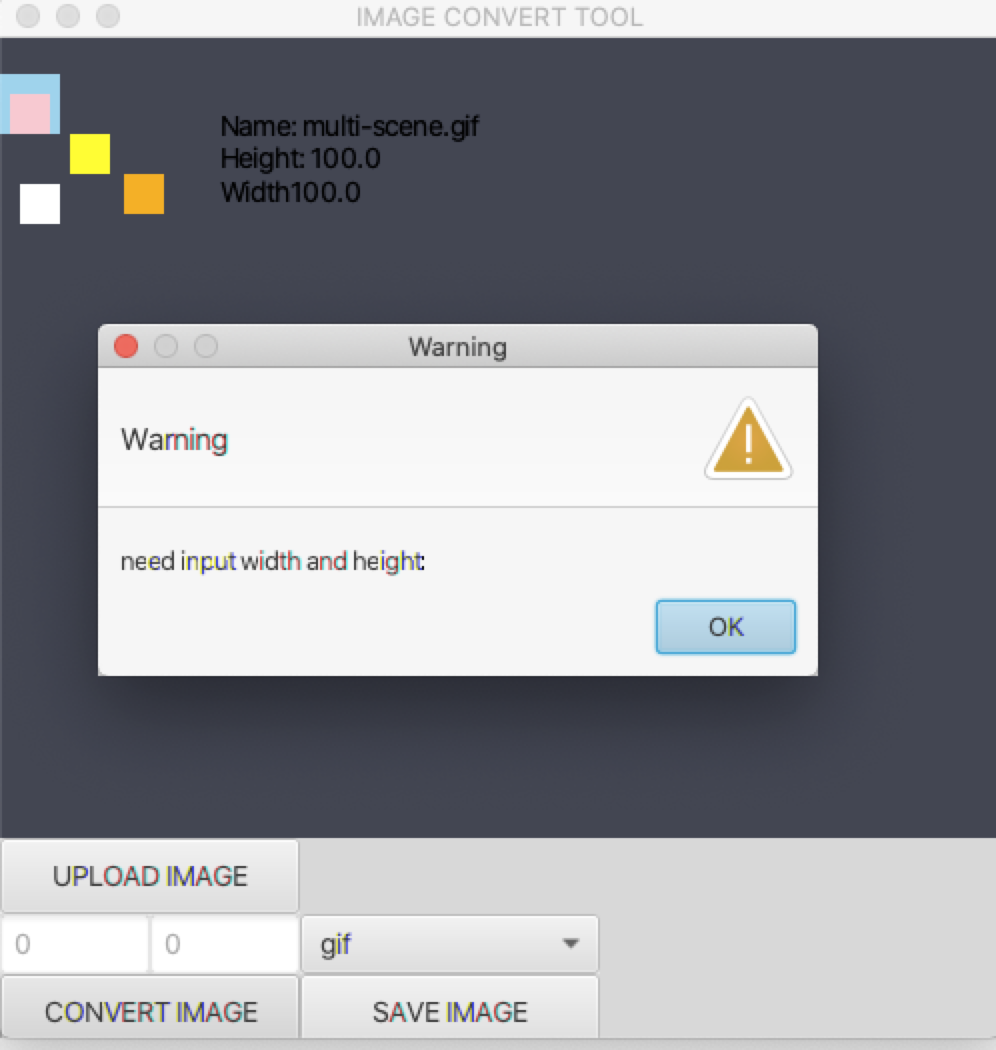 IMAGE CONVERT TOOL
Name: multi-scene.gif
Height: 100.0
Width100.0
Warning
Warning
need input width and height:
OK
UPLOAD IMAGE
0 0 gif
CONVERT IMAGE SAVE IMAGE